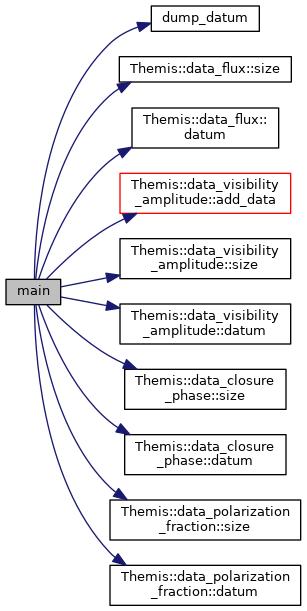 dump_datum
Themis::data_flux::size
Themis::data_flux::
datum
Themis::data_visibility
_amplitude::add_data
Themis::data_visibility
_amplitude::size
main
Themis::data_visibility
_amplitude::datum
Themis::data_closure
_phase::size
Themis::data_closure
_phase::datum
Themis::data_polarization
_fraction::size
Themis::data_polarization
_fraction::datum